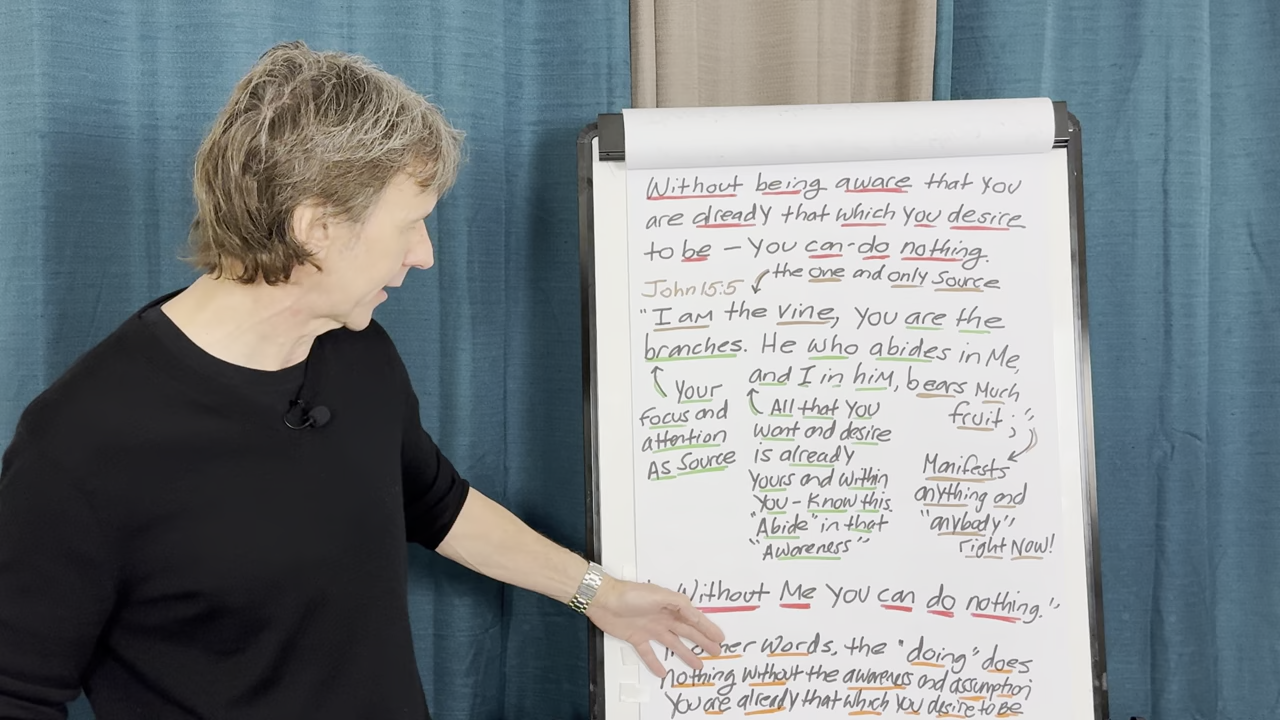 Without being aware that you
are already that which you desire
to be – you can-do nothing.
John 15:5
the one and only source
"I am the vine, you are the
branches. He who abides in Me,
and I in him, bears Much
fruit;"
Your
focus and
attention
As Source
All that you
want and desire
is already
yours and within
you – Know this
"Abide" in that
"Awareness"
Manifests
anything and
"anybody"
right Now!
Without Me you can do nothing."
words, the "doing" does
nothing without the awareness and assumption
you are already that which you desire to be